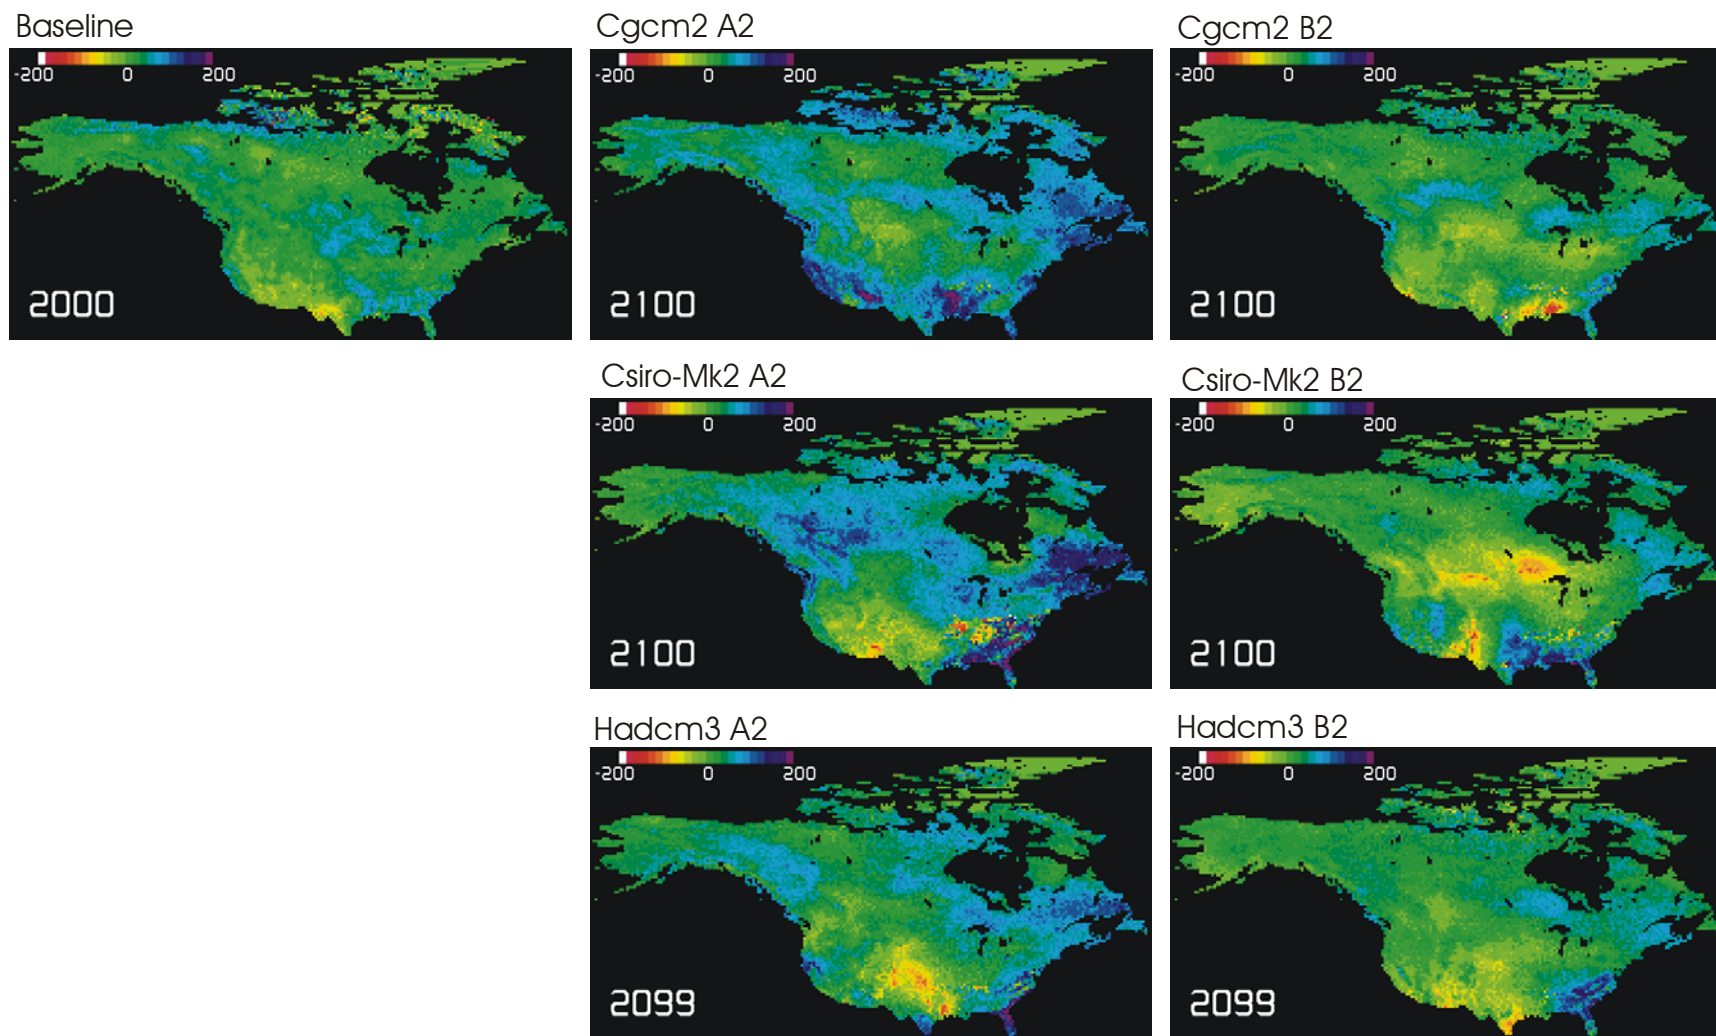 Baseline
Cgcm2 A2
Cgcm2 B2
-200 0 200
-200 0 200
-200 0 200
2000
2100
2100
Csiro-Mk2 A2
Csiro-Mk2 B2
-200 0 200
-200 0 200
2100
2100
Hadcm3 A2
Hadcm3 B2
-200 0 200
-200 0 200
2099
2099